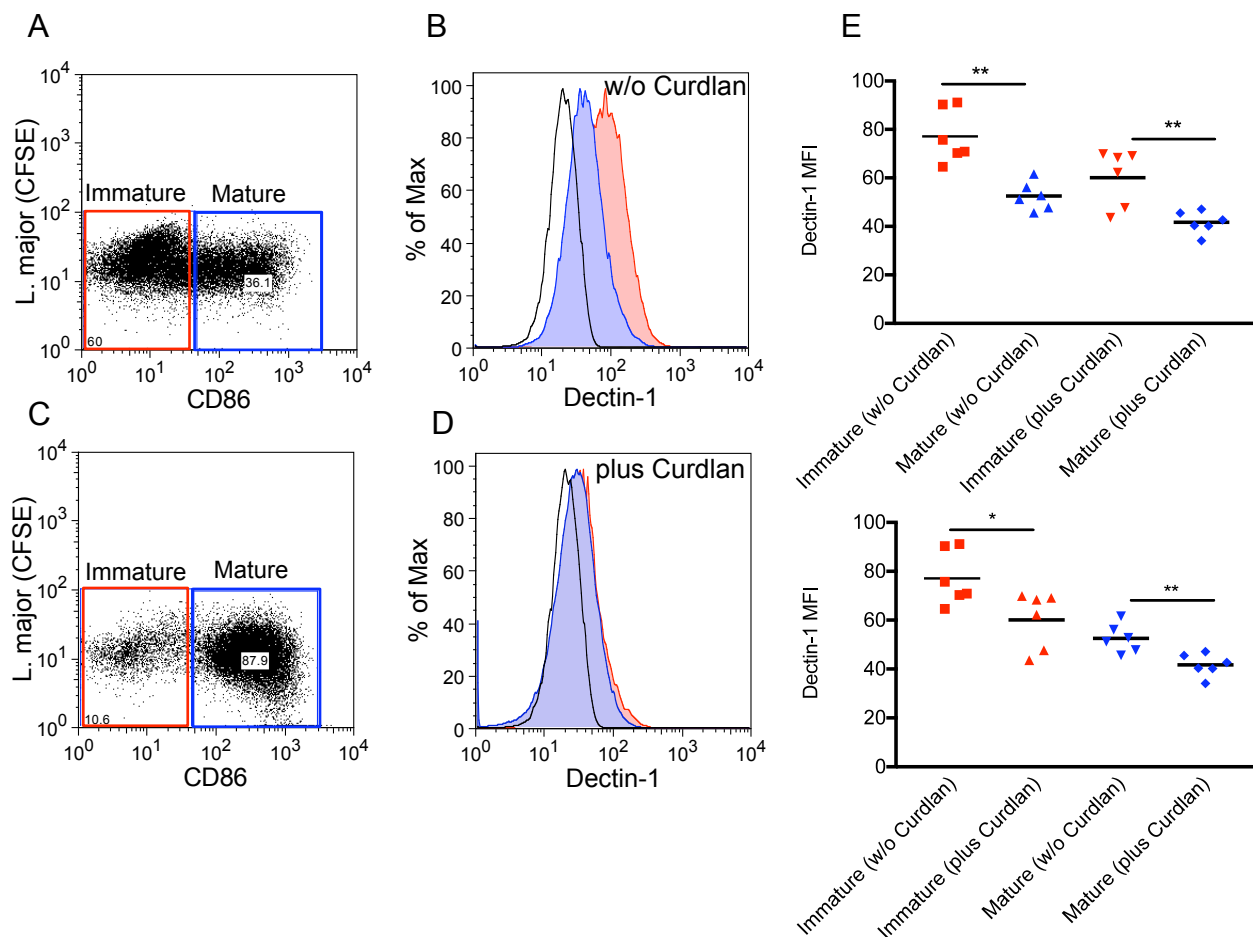 A
L. major (CFSE)
10^4
10^3
10^2
10^1
10^0
Immature
Mature
60
36.1
10^0 10^1 10^2 10^3 10^4
CD86
B
w/o Curdlan
% of Max
100
80
60
40
20
0
10^0 10^1 10^2 10^3 10^4
Dectin-1
C
L. major (CFSE)
10^4
10^3
10^2
10^1
10^0
Immature
Mature
10.6
87.9
10^0 10^1 10^2 10^3 10^4
CD86
D
plus Curdlan
% of Max
100
80
60
40
20
0
10^0 10^1 10^2 10^3 10^4
Dectin-1
E
** **
Dectin-1 MFI
100
80
60
40
20
0
Immature (w/o Curdlan)
Mature (w/o Curdlan)
Immature (plus Curdlan)
Mature (plus Curdlan)
* **
Dectin-1 MFI
100
80
60
40
20
0
Immature (w/o Curdlan)
Immature (plus Curdlan)
Mature (w/o Curdlan)
Mature (plus Curdlan)